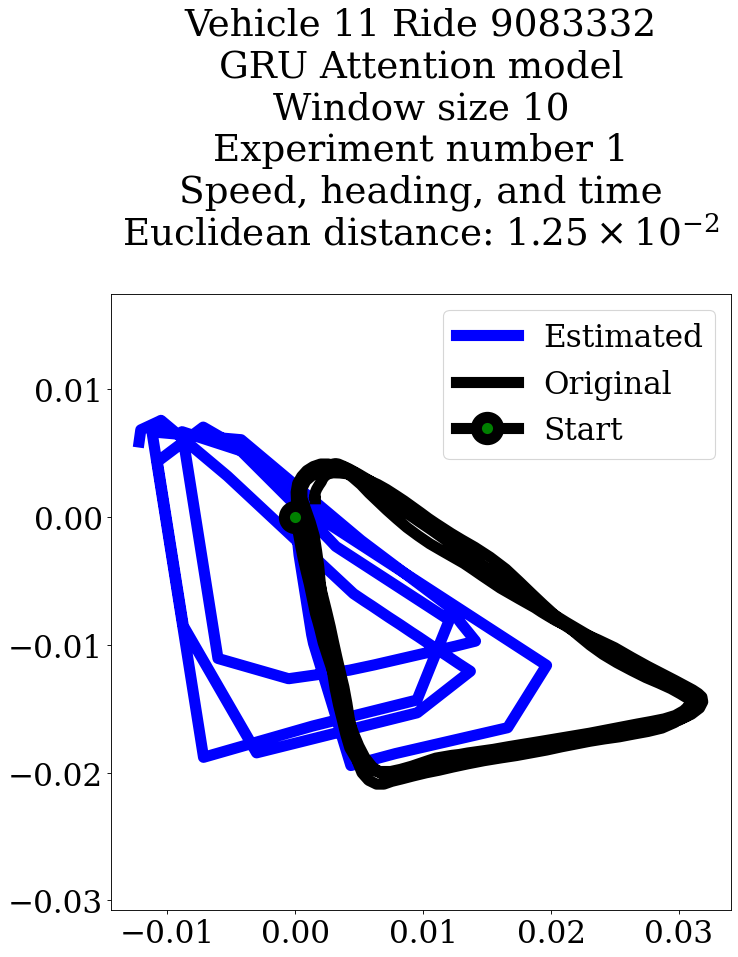 Vehicle 11 Ride 9083332
GRU Attention model
Window size 10
Experiment number 1
Speed, heading, and time
Euclidean distance: 1.25 × 10⁻²
Estimated
Original
Start
0.01
0.00
−0.01
−0.02
−0.03
−0.01 0.00 0.01 0.02 0.03